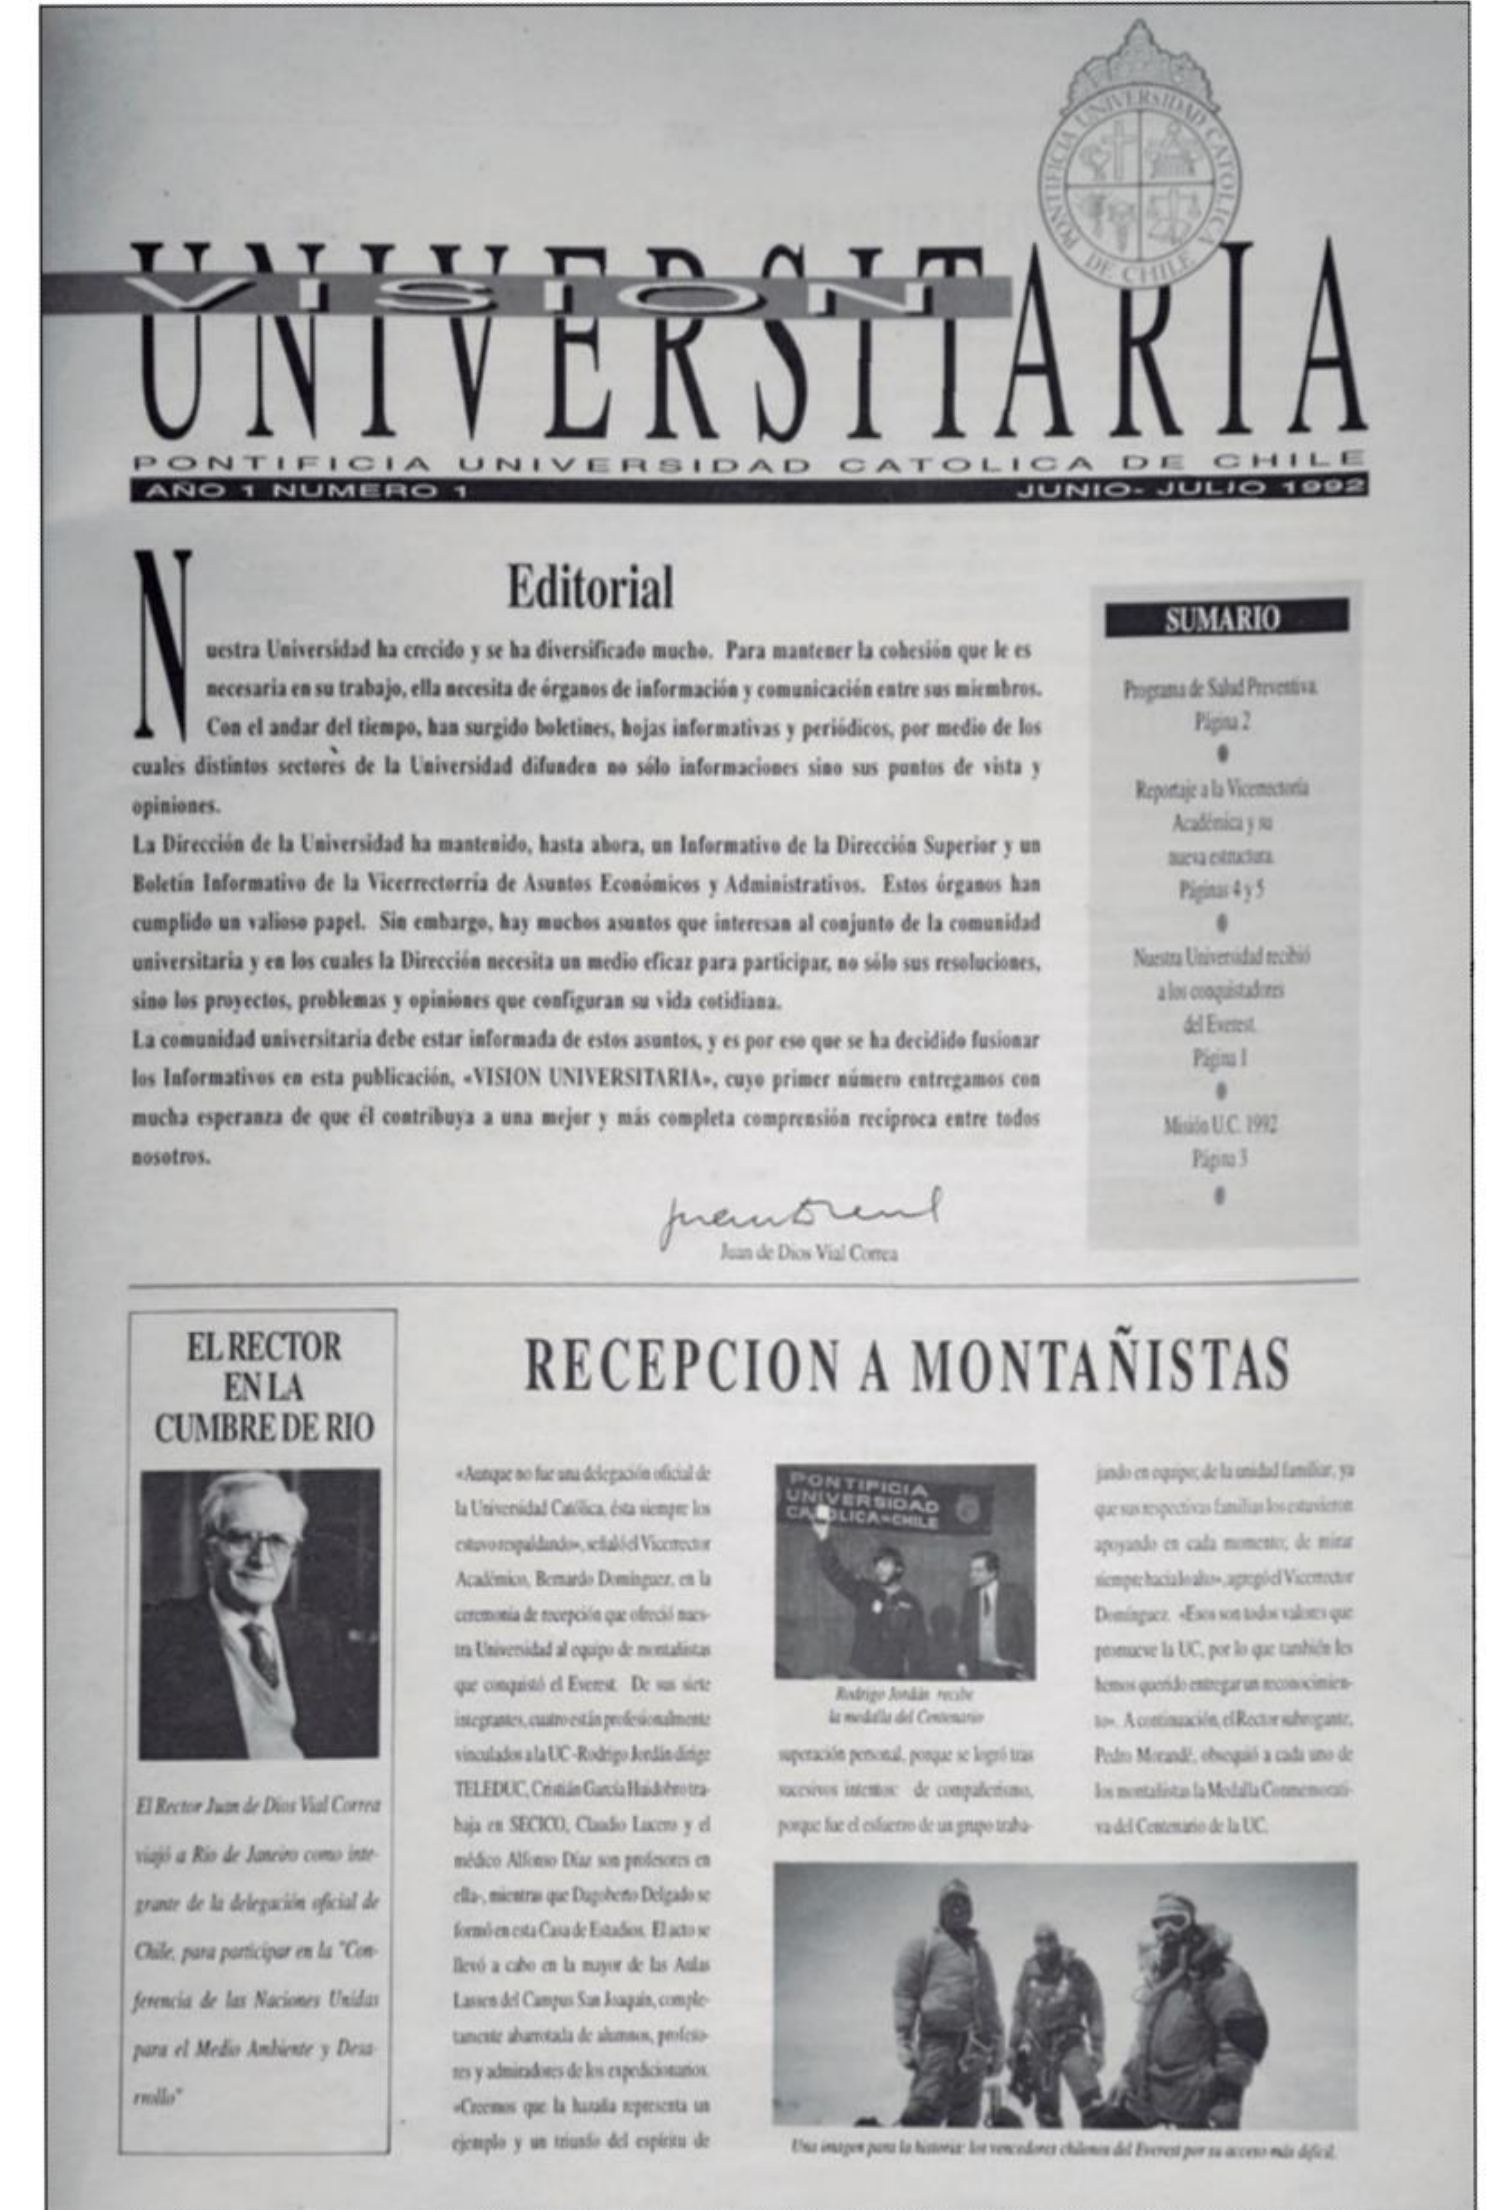 PONTIFICIA UNIVERSIDAD CATOLICA DE CHILE
VISION
UNIVERSITARIA
PONTIFICIA UNIVERSIDAD CATOLICA DE CHILE
AÑO 1 NUMERO 1 JUNIO- JULIO 1992
Editorial
Nuestra Universidad ha crecido y se ha diversificado mucho. Para mantener la cohesión que le es
necesaria en su trabajo, ella necesita de órganos de información y comunicación entre sus miembros.
Con el andar del tiempo, han surgido boletines, hojas informativas y periódicos, por medio de los
cuales distintos sectores de la Universidad difunden no sólo informaciones sino sus puntos de vista y
opiniones.
La Dirección de la Universidad ha mantenido, hasta ahora, un Informativo de la Dirección Superior y un
Boletín Informativo de la Vicerrectorría de Asuntos Económicos y Administrativos. Estos órganos han
cumplido un valioso papel. Sin embargo, hay muchos asuntos que interesan al conjunto de la comunidad
universitaria y en los cuales la Dirección necesita un medio eficaz para participar, no sólo sus resoluciones,
sino los proyectos, problemas y opiniones que configuran su vida cotidiana.
La comunidad universitaria debe estar informada de estos asuntos, y es por eso que se ha decidido fusionar
los Informativos en esta publicación, «VISION UNIVERSITARIA», cuyo primer número entregamos con
mucha esperanza de que él contribuya a una mejor y más completa comprensión recíproca entre todos
nosotros.
Juan de Dios Vial Correa
SUMARIO
Programa de Salud Preventiva.
Página 2
Reportaje a la Vicerrectoría
Académica y su
nueva estructura.
Páginas 4 y 5
Nuestra Universidad recibió
a los conquistadores
del Everest.
Página 1
Misión U.C. 1992
Página 3
EL RECTOR
EN LA
CUMBRE DE RIO
El Rector Juan de Dios Vial Correa
viajó a Río de Janeiro como inte-
grante de la delegación oficial de
Chile, para participar en la "Con-
ferencia de las Naciones Unidas
para el Medio Ambiente y Desa-
rrollo"
RECEPCION A MONTAÑISTAS
«Aunque no fue una delegación oficial de
la Universidad Católica, ésta siempre los
estuvo respaldando», señaló el Vicerrector
Académico, Bernardo Domínguez, en la
ceremonia de recepción que ofreció nues-
tra Universidad al equipo de montañistas
que conquistó el Everest. De sus siete
integrantes, cuatro están profesionalmente
vinculados a la UC -Rodrigo Jordán dirige
TELEDUC, Cristián García Huidobro tra-
baja en SECICO, Claudio Lucero y el
médico Alfonso Díaz son profesores en
ella-, mientras que Dagoberto Delgado se
formó en esta Casa de Estudios. El acto se
llevó a cabo en la mayor de las Aulas
Lassen del Campus San Joaquín, comple-
tamente abarrotada de alumnos, profeso-
res y admiradores de los expedicionarios.
«Creemos que la hazaña representa un
ejemplo y un triunfo del espíritu de
PONTIFICIA
UNIVERSIDAD
CATOLICA DE CHILE
Rodrigo Jordán recibe
la medalla del Centenario
superación personal, porque se logró tras
sucesivos intentos: de compañerismo,
porque fue el esfuerzo de un grupo traba-
jando en equipo; de la unidad familiar, ya
que sus respectivas familias los estuvieron
apoyando en cada momento; de mirar
siempre hacia lo alto», agregó el Vicerrector
Domínguez. «Esos son todos valores que
promueve la UC, por lo que también les
hemos querido entregar un reconocimien-
to». A continuación, el Rector subrogante,
Pedro Morandé, obsequió a cada uno de
los montañistas la Medalla Conmemorati-
va del Centenario de la UC.
Una imagen para la historia: los vencedores chilenos del Everest por su acceso más difícil.